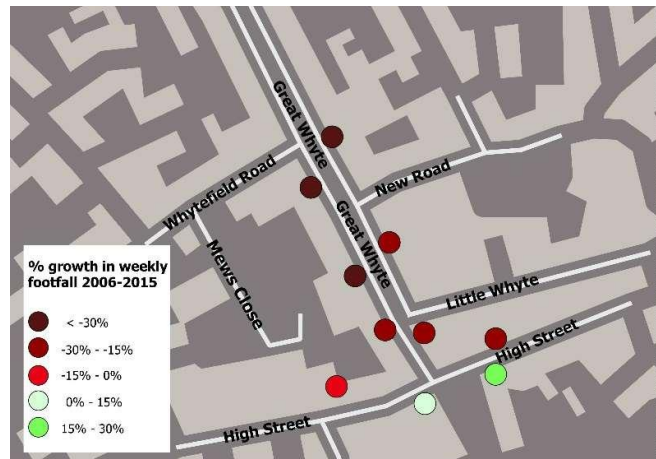 Great Whyte
Whytefield Road
New Road
Great Whyte
Mews Close
Little Whyte
High Street
High Street
% growth in weekly
footfall 2006-2015
< -30%
-30% - -15%
-15% - 0%
0% - 15%
15% - 30%